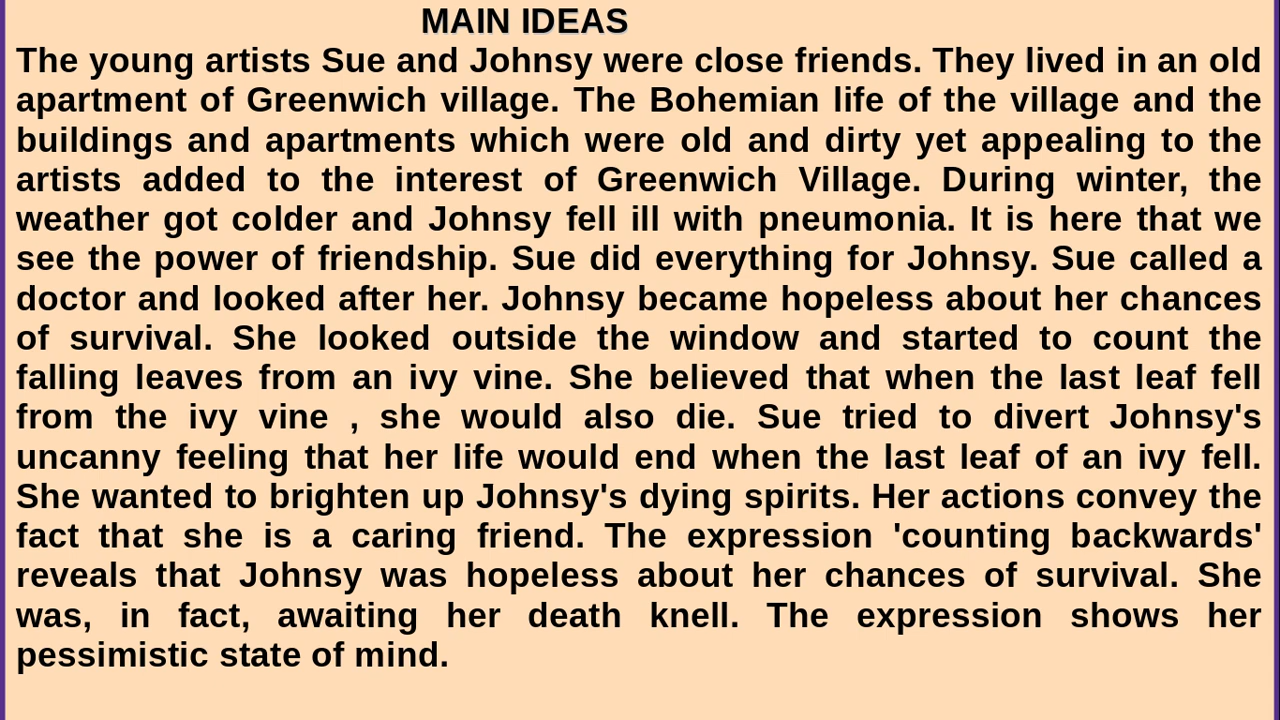 MAIN IDEAS
The young artists Sue and Johnsy were close friends. They lived in an old
apartment of Greenwich village. The Bohemian life of the village and the
buildings and apartments which were old and dirty yet appealing to the
artists added to the interest of Greenwich Village. During winter, the
weather got colder and Johnsy fell ill with pneumonia. It is here that we
see the power of friendship. Sue did everything for Johnsy. Sue called a
doctor and looked after her. Johnsy became hopeless about her chances
of survival. She looked outside the window and started to count the
falling leaves from an ivy vine. She believed that when the last leaf fell
from the ivy vine , she would also die. Sue tried to divert Johnsy's
uncanny feeling that her life would end when the last leaf of an ivy fell.
She wanted to brighten up Johnsy's dying spirits. Her actions convey the
fact that she is a caring friend. The expression 'counting backwards'
reveals that Johnsy was hopeless about her chances of survival. She
was, in fact, awaiting her death knell. The expression shows her
pessimistic state of mind.